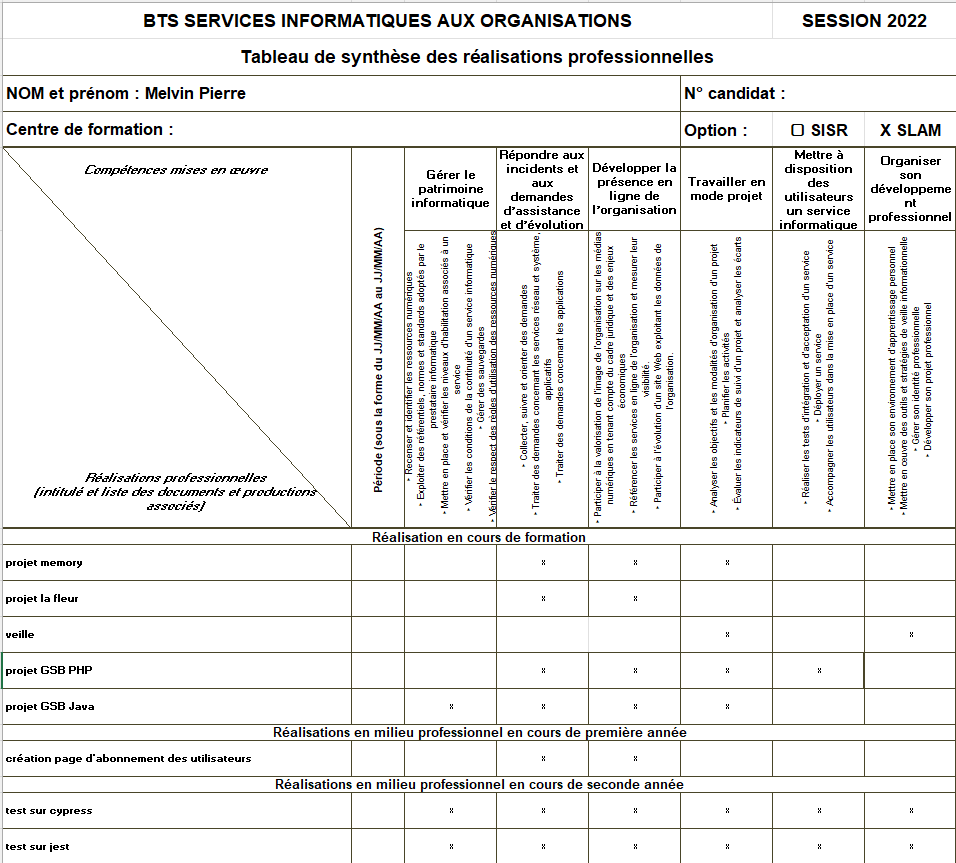 BTS SERVICES INFORMATIQUES AUX ORGANISATIONS
SESSION 2022
Tableau de synthèse des réalisations professionnelles
NOM et prénom : Melvin Pierre
N° candidat :
Centre de formation :
Option :
☐ SISR
X SLAM
Compétences mises en œuvre
Réalisations professionnelles
(intitulé et liste des documents et productions
associés)
Période (sous la forme du JJ/MM/AA au JJ/MM/AA)
Gérer le
patrimoine
informatique
Répondre aux
incidents et
aux
demandes
d'assistance
et d'évolution
Développer la
présence en
ligne de
l'organisation
Travailler en
mode projet
Mettre à
disposition
des
utilisateurs
un service
informatique
Organiser
son
développeme
nt
professionnel
‣ Recenser et identifier les ressources numériques
‣ Exploiter des référentiels, normes et standards adoptés par le
prestataire informatique
‣ Mettre en place et vérifier les niveaux d'habilitation associés à un
service
‣ Vérifier les conditions de la continuité d'un service informatique
‣ Gérer des sauvegardes
‣ Vérifier le respect des règles d'utilisation des ressources numériques
‣ Collecter, suivre et orienter des demandes
‣ Traiter des demandes concernant les services réseau et système,
applicatifs
‣ Traiter des demandes concernant les applications
‣ Participer à la valorisation de l'image de l'organisation sur les médias
numériques en tenant compte du cadre juridique et des enjeux
économiques
‣ Référencer les services en ligne de l'organisation et mesurer leur
visibilité.
‣ Participer à l'évolution d'un site Web exploitant les données de
l'organisation.
‣ Analyser les objectifs et les modalités d'organisation d'un projet
‣ Planifier les activités
‣ Évaluer les indicateurs de suivi d'un projet et analyser les écarts
‣ Réaliser les tests d'intégration et d'acceptation d'un service
‣ Déployer un service
‣ Accompagner les utilisateurs dans la mise en place d'un service
‣ Mettre en place son environnement d'apprentissage personnel
‣ Mettre en œuvre des outils et stratégies de veille informationnelle
‣ Gérer son identité professionnelle
‣ Développer son projet professionnel
Réalisation en cours de formation
projet memory x x x
projet la fleur x x
veille x x
projet GSB PHP x x x x
projet GSB Java x x x x
Réalisations en milieu professionnel en cours de première année
création page d'abonnement des utilisateurs x x
Réalisations en milieu professionnel en cours de seconde année
test sur cypress x x x x x x
test sur jest x x x x x x